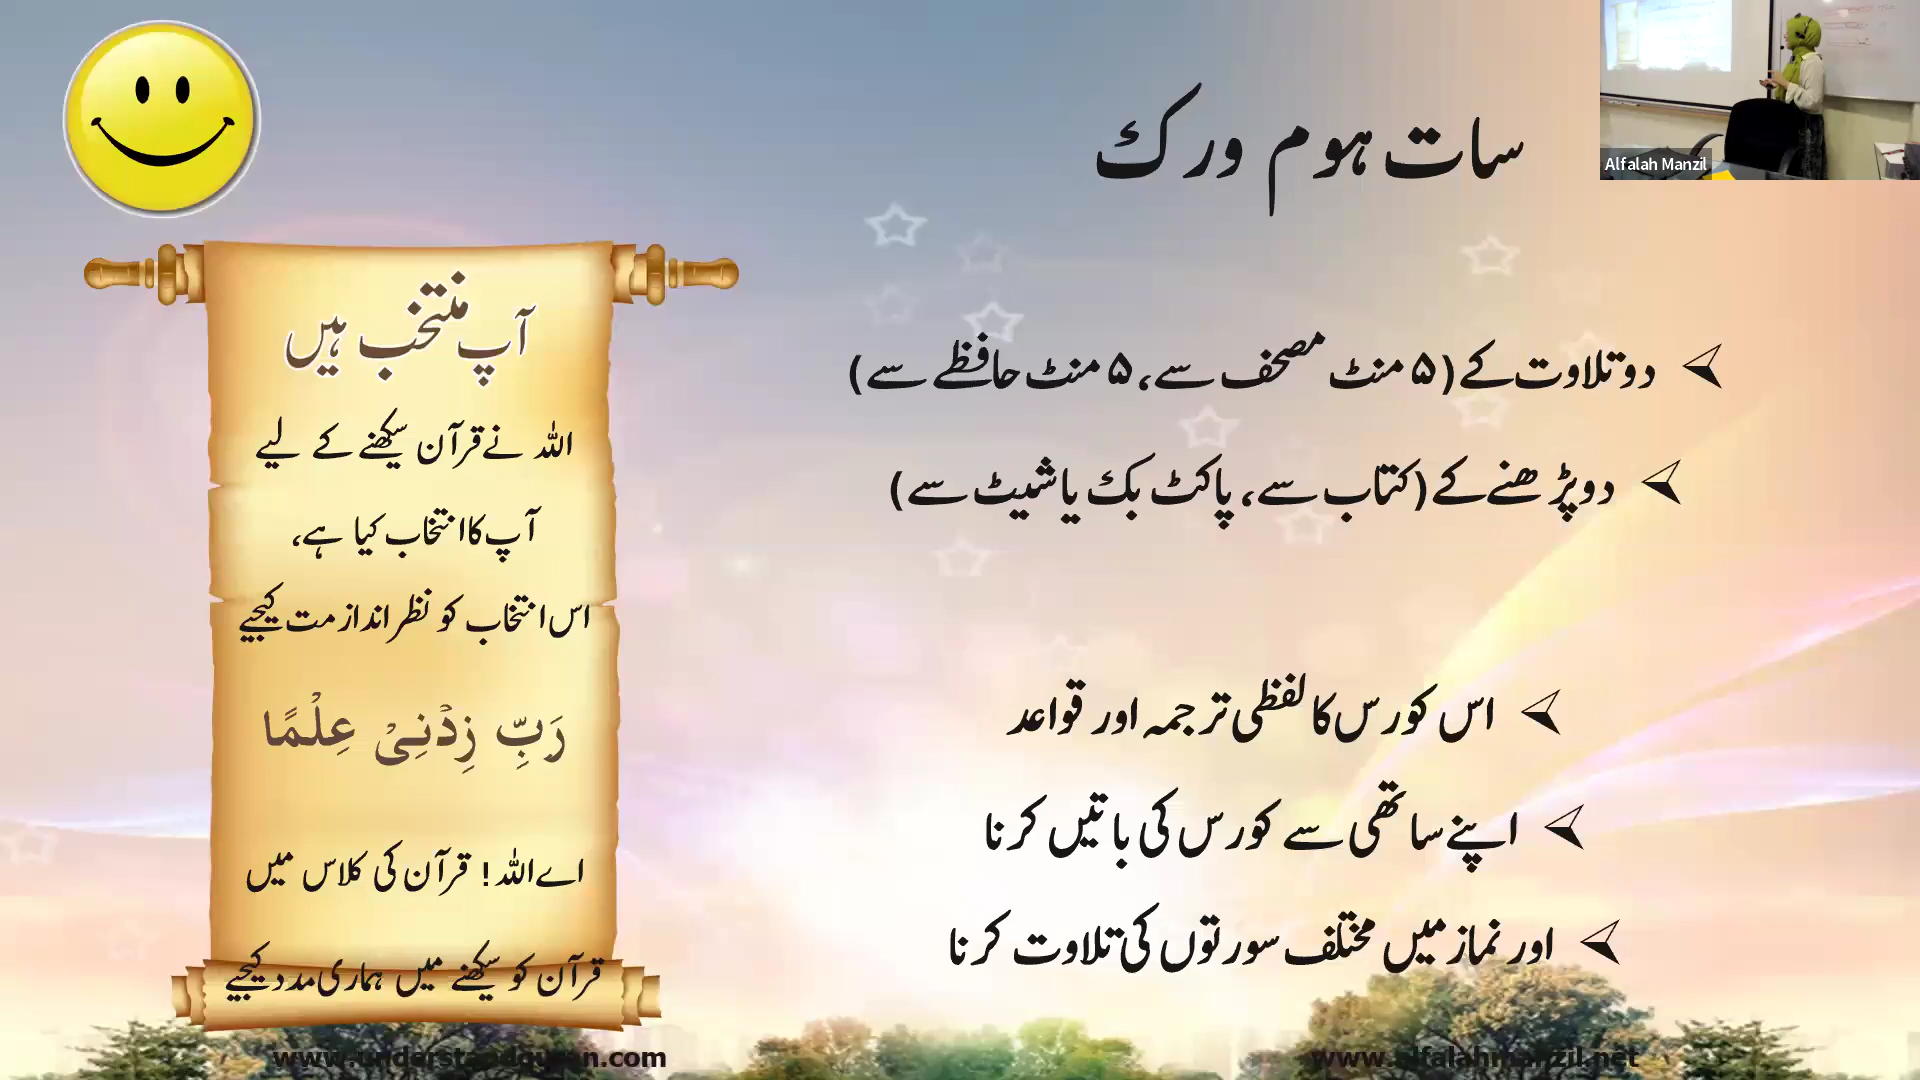 سات ہوم ورک
دو تلاوت کے (۵ منٹ مصحف سے، ۵ منٹ حافظے سے)
دو پڑھنے کے (کتاب سے، پاکٹ بک یا شیٹ سے)
اس کورس کا لفظی ترجمہ اور قواعد
اپنے ساتھی سے کورس کی باتیں کرنا
اور نماز میں مختلف سورتوں کی تلاوت کرنا
آپ منتخب ہیں
اللہ نے قرآن سیکھنے کے لیے
آپ کا انتخاب کیا ہے،
اس انتخاب کو نظر انداز مت کیجیے
رَبِّ زِدْنِیْ عِلْمًا
اے اللہ! قرآن کی کلاس میں
قرآن کو سیکھنے میں ہماری مدد کیجیے
www.understandquran.com
www.alfalahmanzil.net
Alfalah Manzil